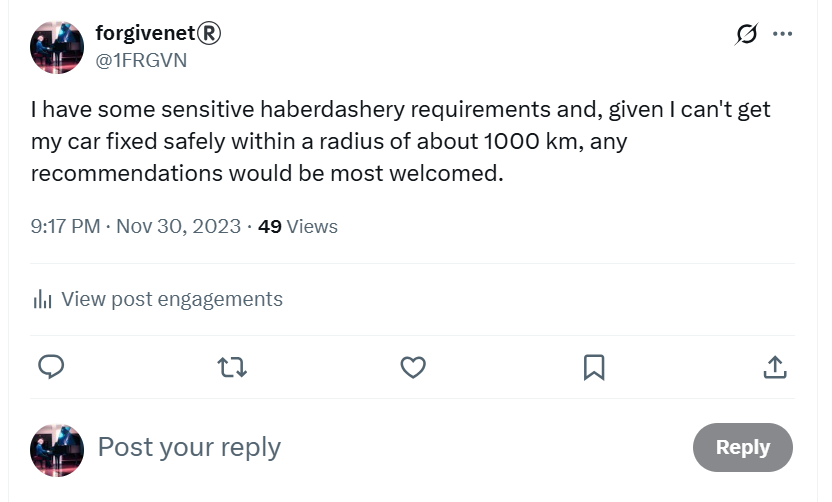 forgivenet®
@1FRGVN
I have some sensitive haberdashery requirements and, given I can't get
my car fixed safely within a radius of about 1000 km, any
recommendations would be most welcomed.
9:17 PM · Nov 30, 2023 · 49 Views
View post engagements
Post your reply
Reply